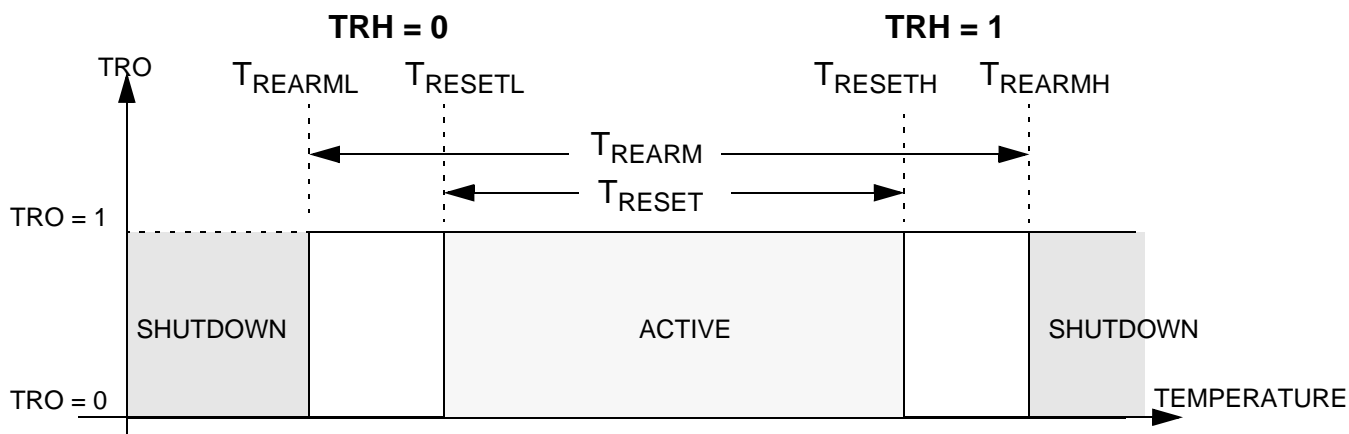 TRH = 0 TRH = 1
TRO TREARML TRESETL TRESETH TREARMH
TREARM
TRESET
TRO = 1
SHUTDOWN ACTIVE SHUTDOWN
TRO = 0 TEMPERATURE